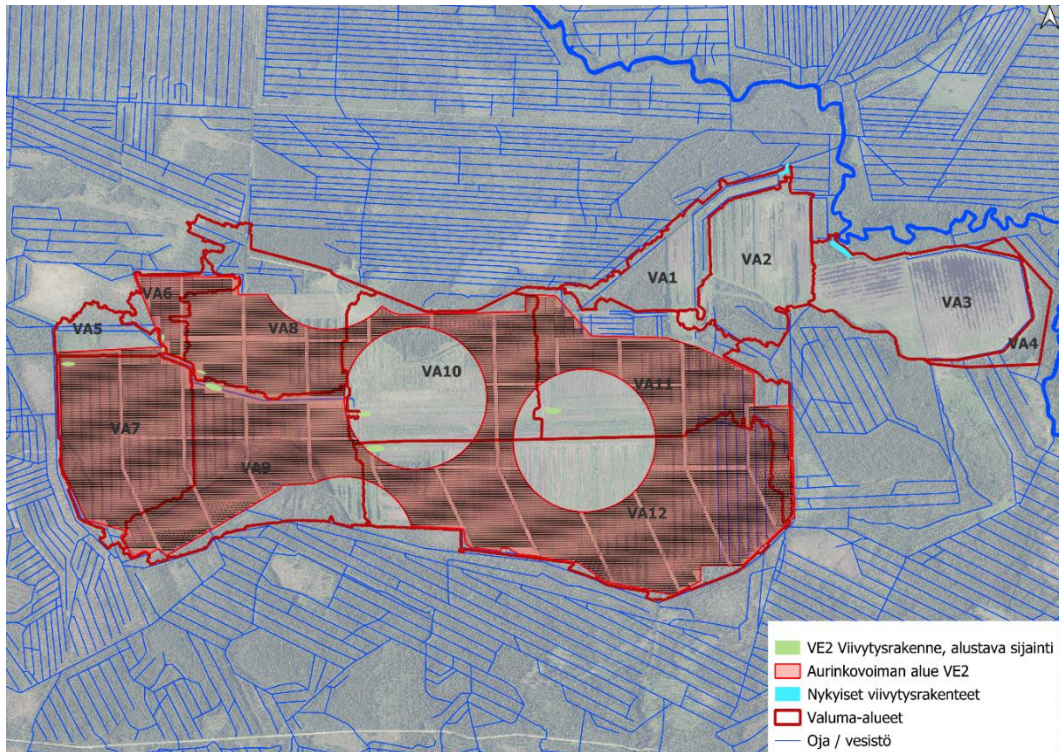 VA1
VA2
VA3
VA4
VA5
VA6
VA7
VA8
VA9
VA10
VA11
VA12
VE2 Viivytysrakenne, alustava sijainti
Aurinkovoiman alue VE2
Nykyiset viivytysrakenteet
Valuma-alueet
Oja / vesistö